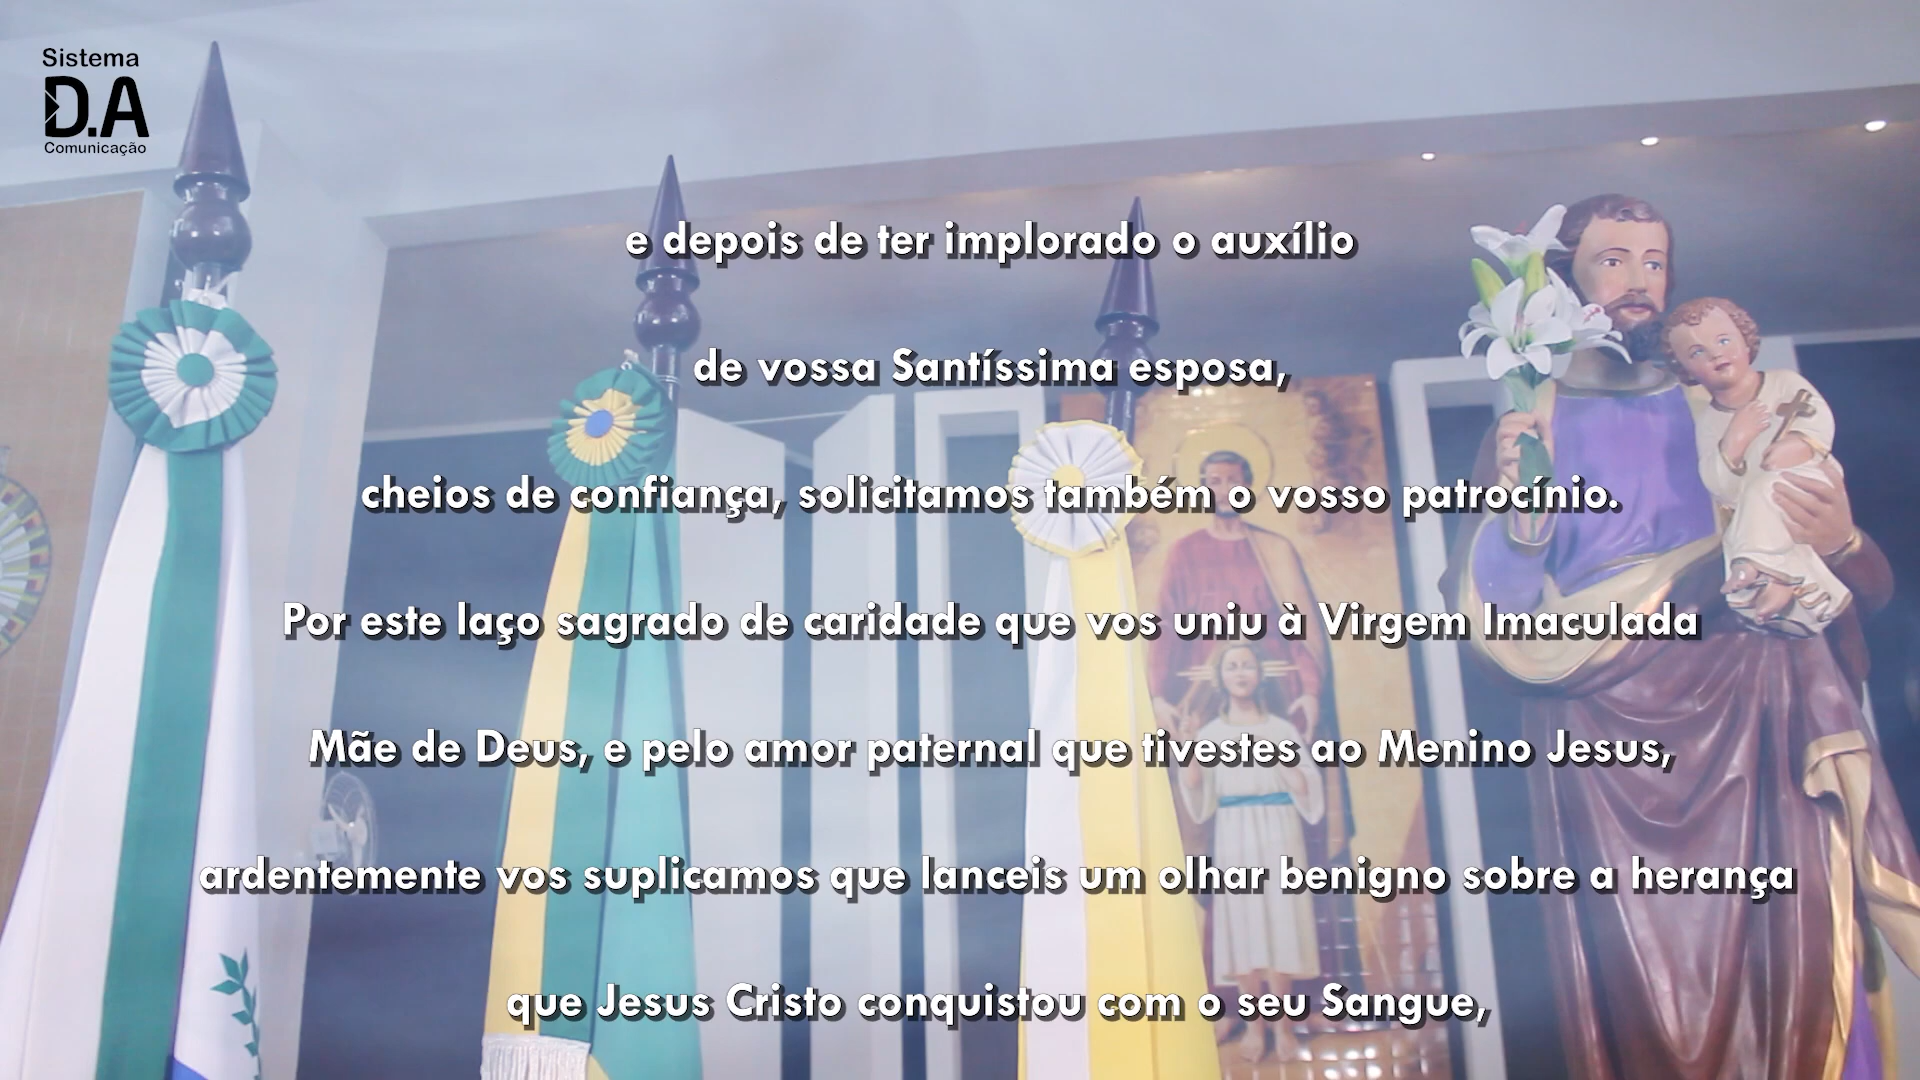 Sistema
D.A
Comunicação
e depois de ter implorado o auxílio
de vossa Santíssima esposa,
cheios de confiança, solicitamos também o vosso patrocínio.
Por este laço sagrado de caridade que vos uniu à Virgem Imaculada
Mãe de Deus, e pelo amor paternal que tivestes ao Menino Jesus,
ardentemente vos suplicamos que lanceis um olhar benigno sobre a herança
que Jesus Cristo conquistou com o seu Sangue,